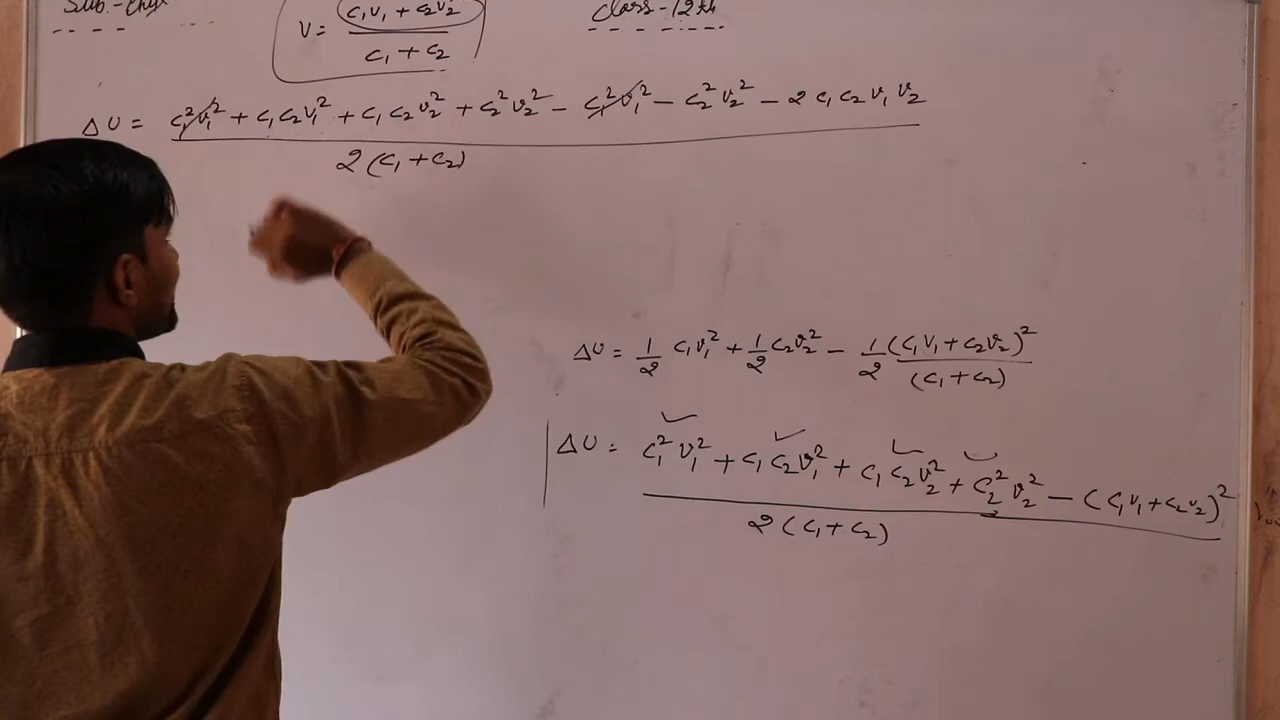 Sub.-Phy.
Class-12th
V = (C₁V₁ + C₂V₂)/(C₁ + C₂)
ΔU = (C₁²V₁² + C₁C₂V₁² + C₁C₂V₂² + C₂²V₂² - C₁²V₁² - C₂²V₂² - 2C₁C₂V₁V₂)/(2(C₁ + C₂))
ΔU = 1/2 C₁V₁² + 1/2 C₂V₂² - 1/2 (C₁V₁ + C₂V₂)²/(C₁ + C₂)
ΔU = (C₁²V₁² + C₁C₂V₁² + C₁C₂V₂² + C₂²V₂² - (C₁V₁ + C₂V₂)²)/(2(C₁ + C₂))